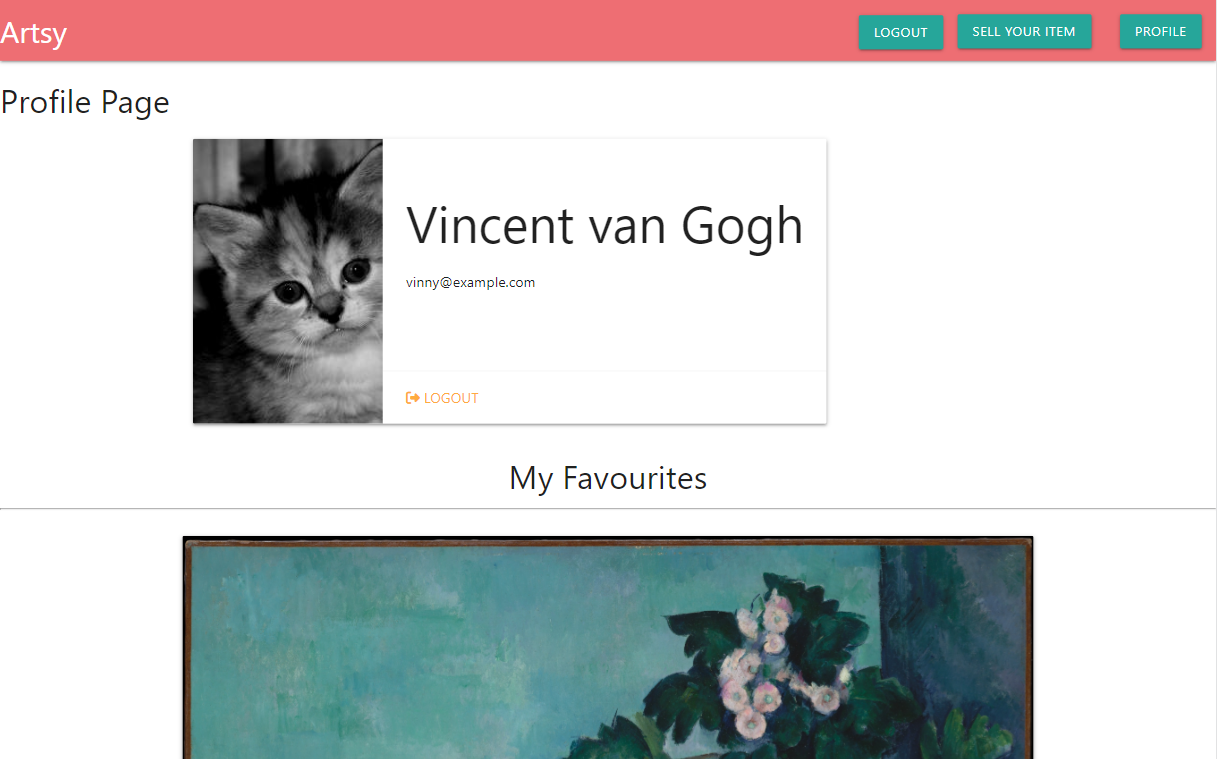 Artsy
LOGOUT
SELL YOUR ITEM
PROFILE
Profile Page
Vincent van Gogh
vinny@example.com
LOGOUT
My Favourites